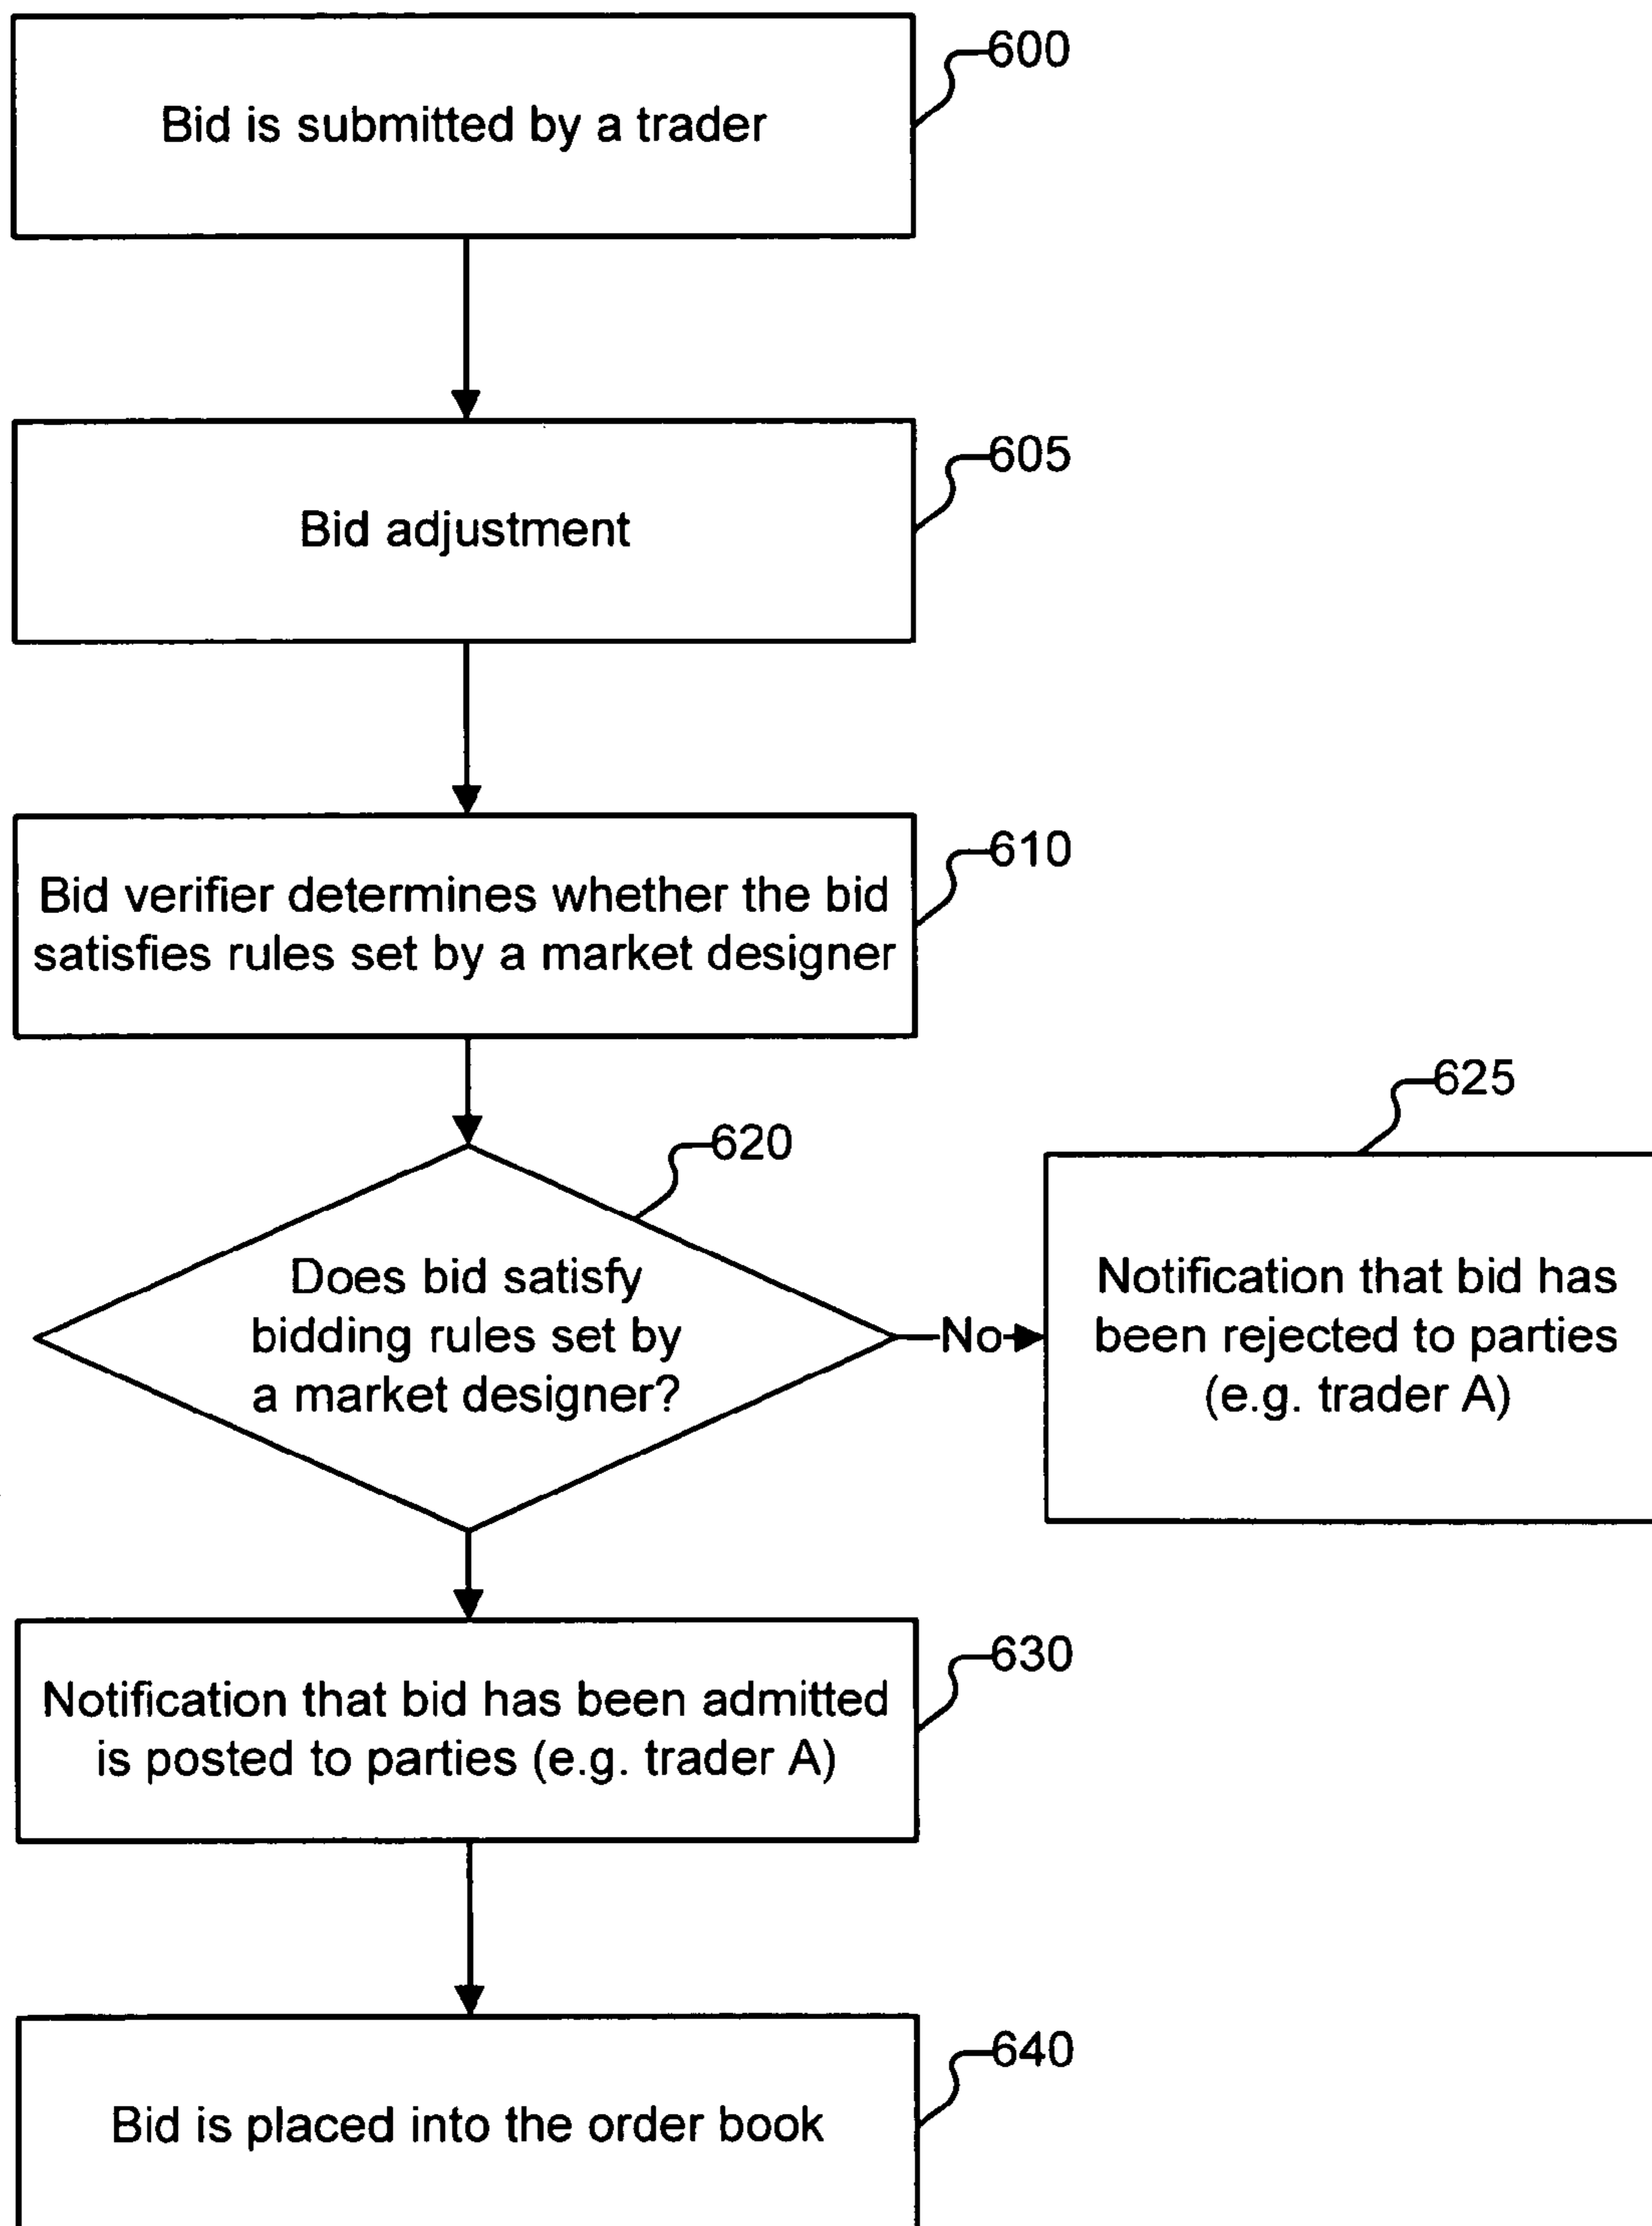 600
Bid is submitted by a trader
605
Bid adjustment
610
Bid verifier determines whether the bid
satisfies rules set by a market designer
620
625
Does bid satisfy
bidding rules set by
a market designer?
No
Notification that bid has
been rejected to parties
(e.g. trader A)
630
Notification that bid has been admitted
is posted to parties (e.g. trader A)
640
Bid is placed into the order book